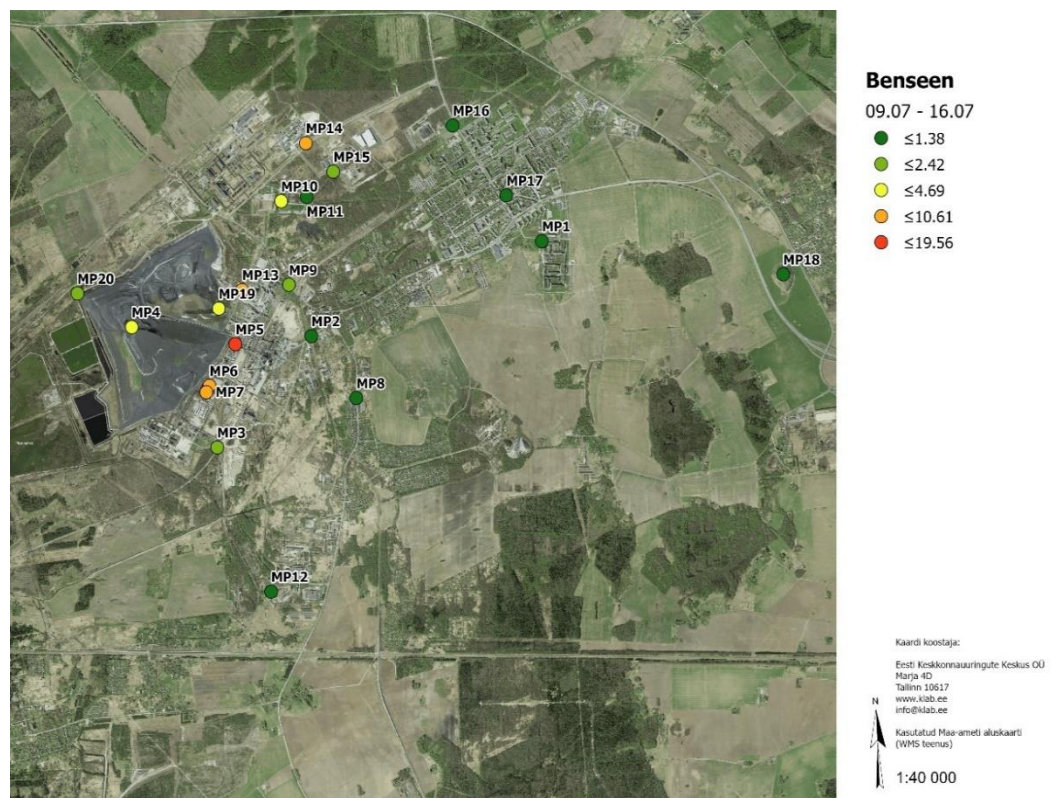 MP16
MP14
MP15
MP10
MP11
MP17
MP1
MP18
MP20
MP13
MP9
MP19
MP4
MP5
MP2
MP6
MP7
MP8
MP3
MP12
Benseen
09.07 - 16.07
≤1.38
≤2.42
≤4.69
≤10.61
≤19.56
Kaardi koostaja:
Eesti Keskkonnauuringute Keskus OÜ
Marja 4D
Tallinn 10617
www.klab.ee
info@klab.ee
N
Kasutatud Maa-ameti aluskaarti
(WMS teenus)
1:40 000